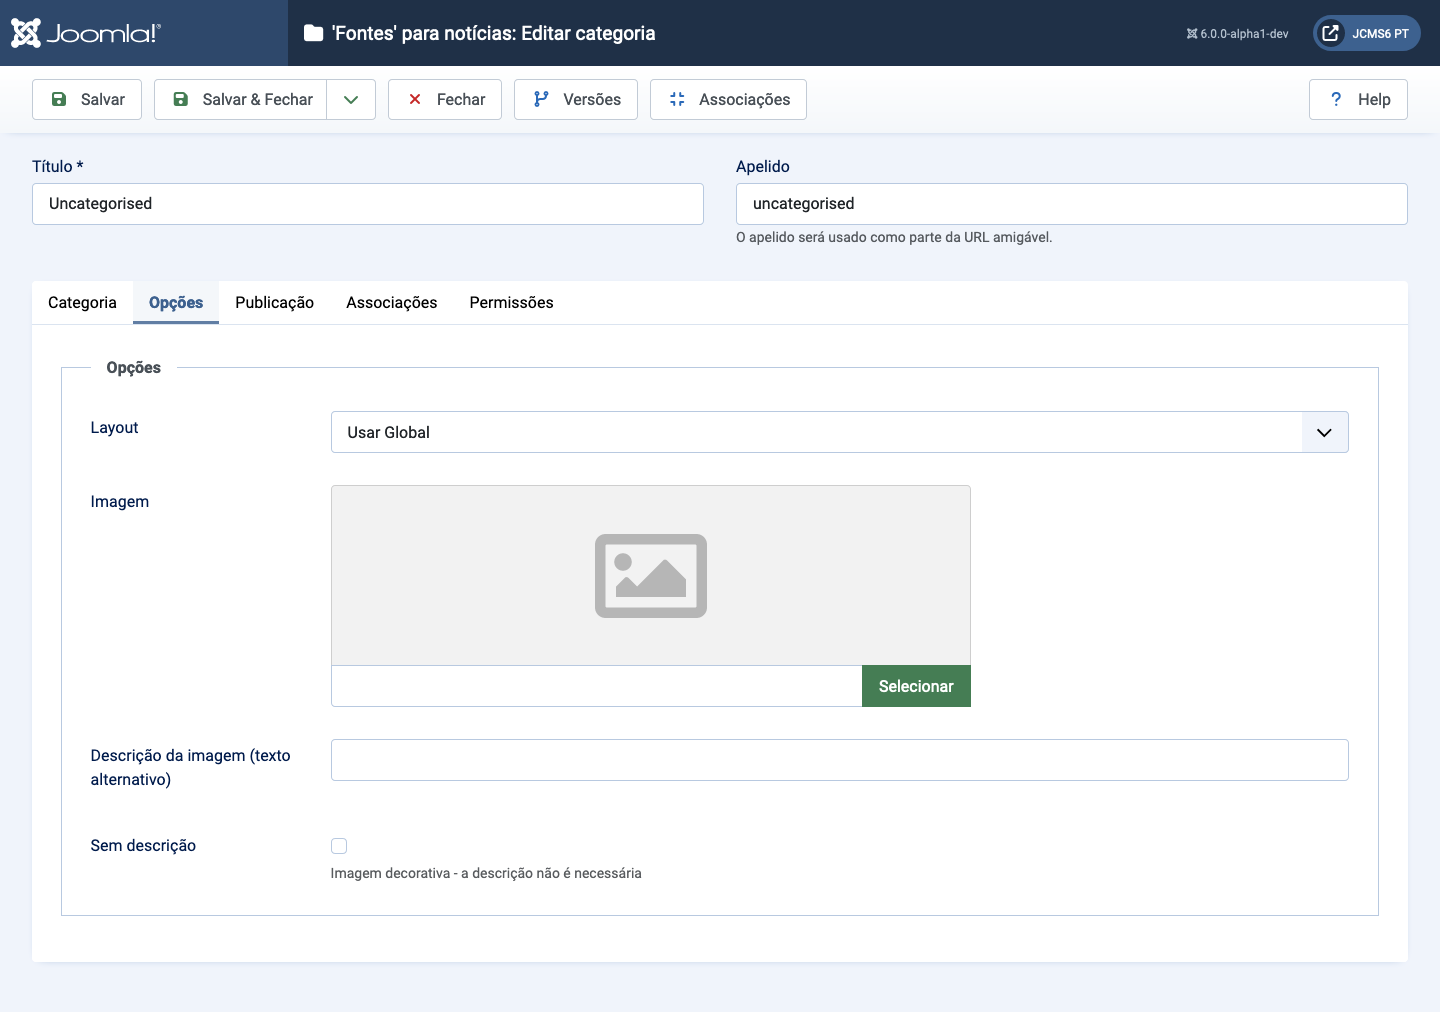 Joomla!®
'Fontes' para notícias: Editar categoria
6.0.0-alpha1-dev
JCMS6 PT
Salvar
Salvar & Fechar
Fechar
Versões
Associações
? Help
Título *
Apelido
Uncategorised
uncategorised
O apelido será usado como parte da URL amigável.
Categoria
Opções
Publicação
Associações
Permissões
Opções
Layout
Usar Global
Imagem
Selecionar
Descrição da imagem (texto
alternativo)
Sem descrição
Imagem decorativa - a descrição não é necessária